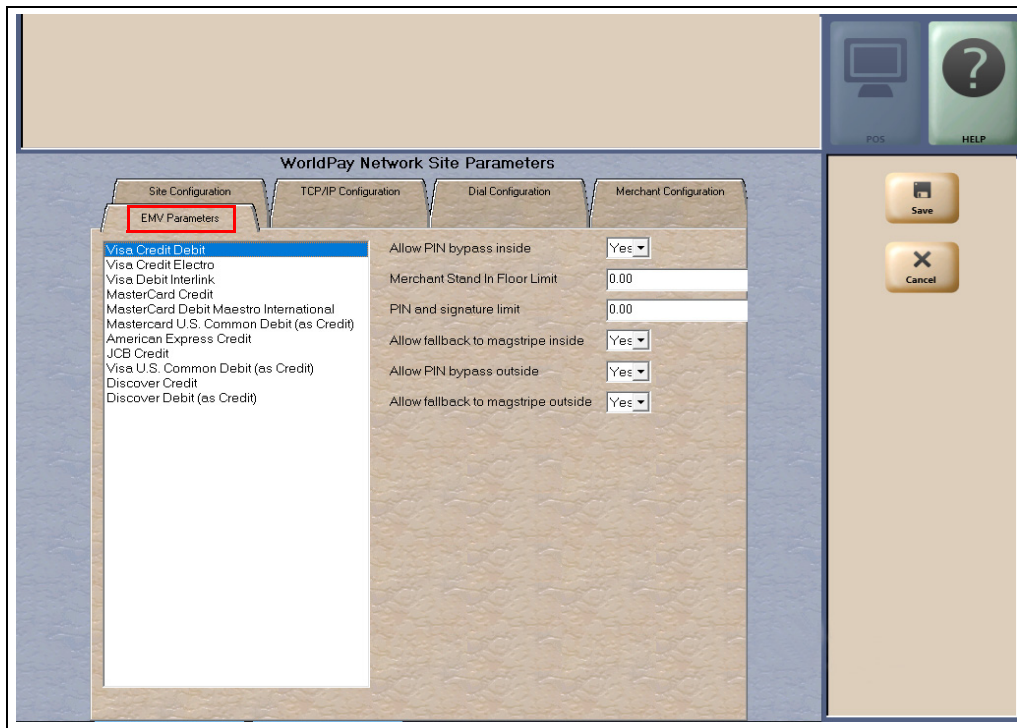 POS
HELP
WorldPay Network Site Parameters
Site Configuration
TCP/IP Configuration
Dial Configuration
Merchant Configuration
EMV Parameters
Save
Cancel
Visa Credit Debit
Visa Credit Electro
Visa Debit Interlink
MasterCard Credit
MasterCard Debit Maestro International
Mastercard U.S. Common Debit (as Credit)
American Express Credit
JCB Credit
Visa U.S. Common Debit (as Credit)
Discover Credit
Discover Debit (as Credit)
Allow PIN bypass inside Yes
Merchant Stand In Floor Limit 0.00
PIN and signature limit 0.00
Allow fallback to magstripe inside Yes
Allow PIN bypass outside Yes
Allow fallback to magstripe outside Yes